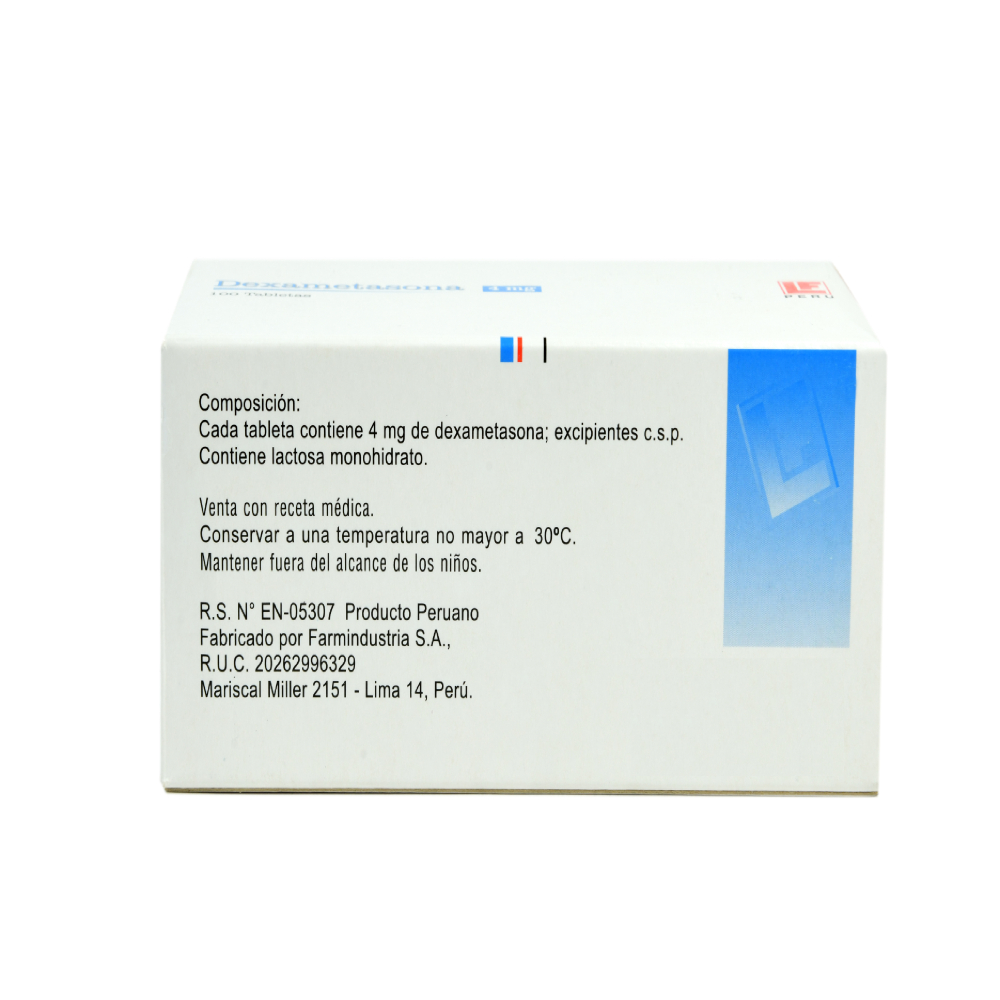 Dexametasona 4 mg
100 Tabletas
LF
PERU
Composición:
Cada tableta contiene 4 mg de dexametasona; excipientes c.s.p.
Contiene lactosa monohidrato.
Venta con receta médica.
Conservar a una temperatura no mayor a 30ºC.
Mantener fuera del alcance de los niños.
R.S. N° EN-05307 Producto Peruano
Fabricado por Farmindustria S.A.,
R.U.C. 20262996329
Mariscal Miller 2151 - Lima 14, Perú.